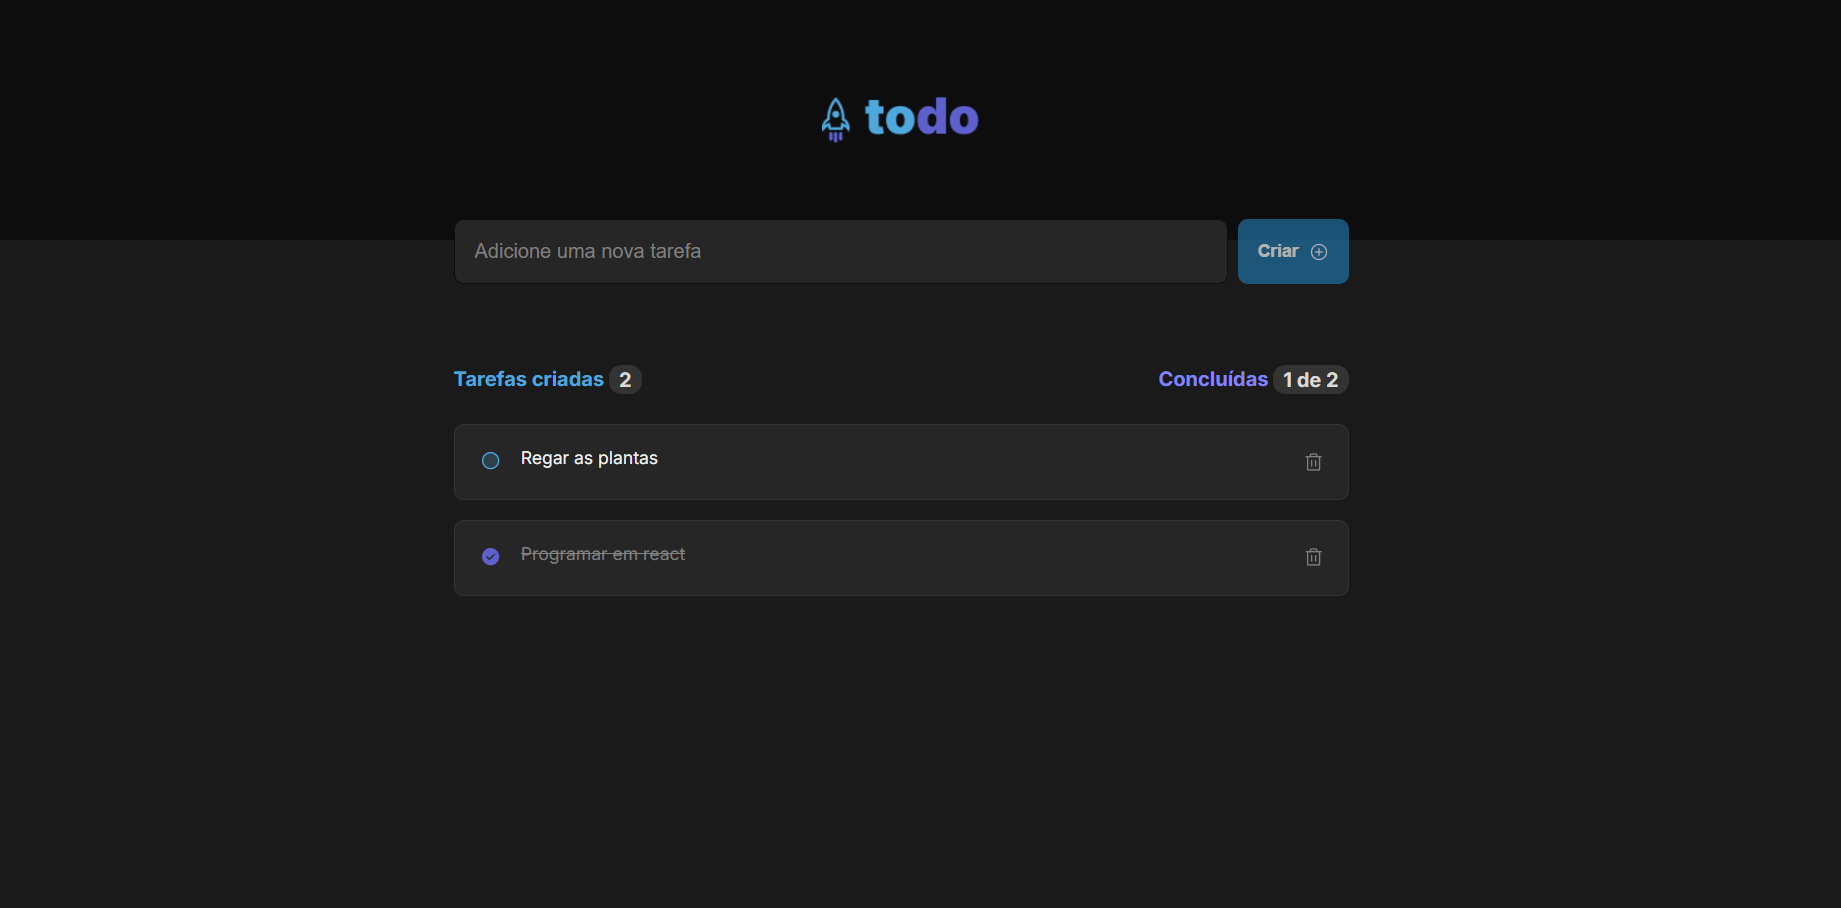 todo
Adicione uma nova tarefa
Criar
Tarefas criadas 2
Concluídas 1 de 2
Regar as plantas
Programar em react